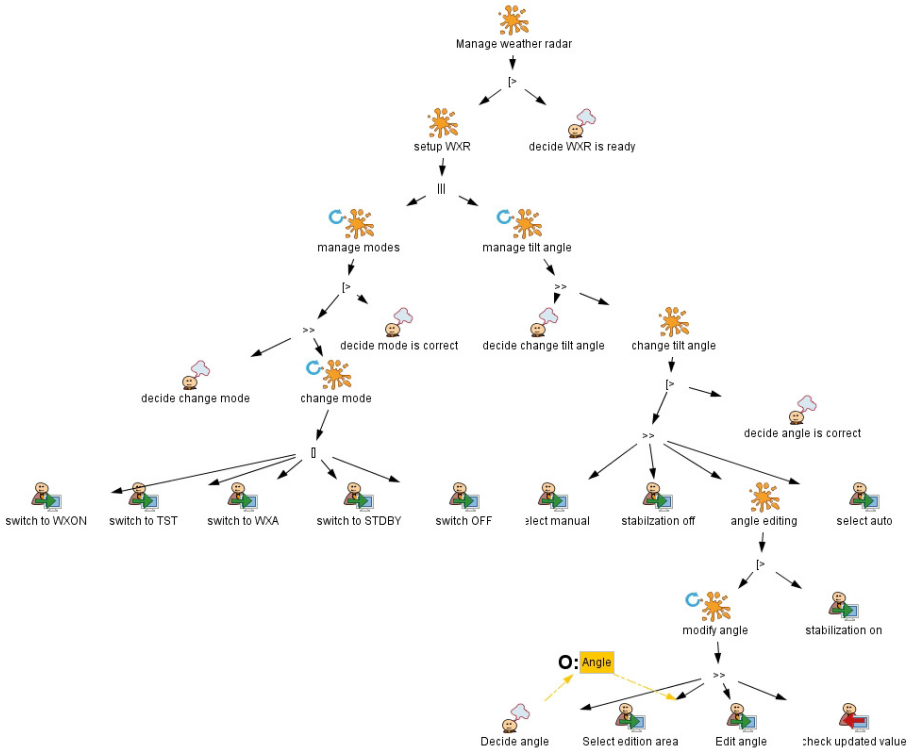 Manage weather radar
[>
setup WXR
decide WXR is ready
|||
manage modes
manage tilt angle
[>
>>
>>
decide mode is correct
decide change tilt angle
change tilt angle
decide change mode
change mode
[>
decide angle is correct
>>
[]
switch to WXON
switch to TST
switch to WXA
switch to STDBY
switch OFF
elect manual
stabilzation off
angle editing
select auto
[>
modify angle
stabilization on
O: Angle
>>
Decide angle
Select edition area
Edit angle
check updated value